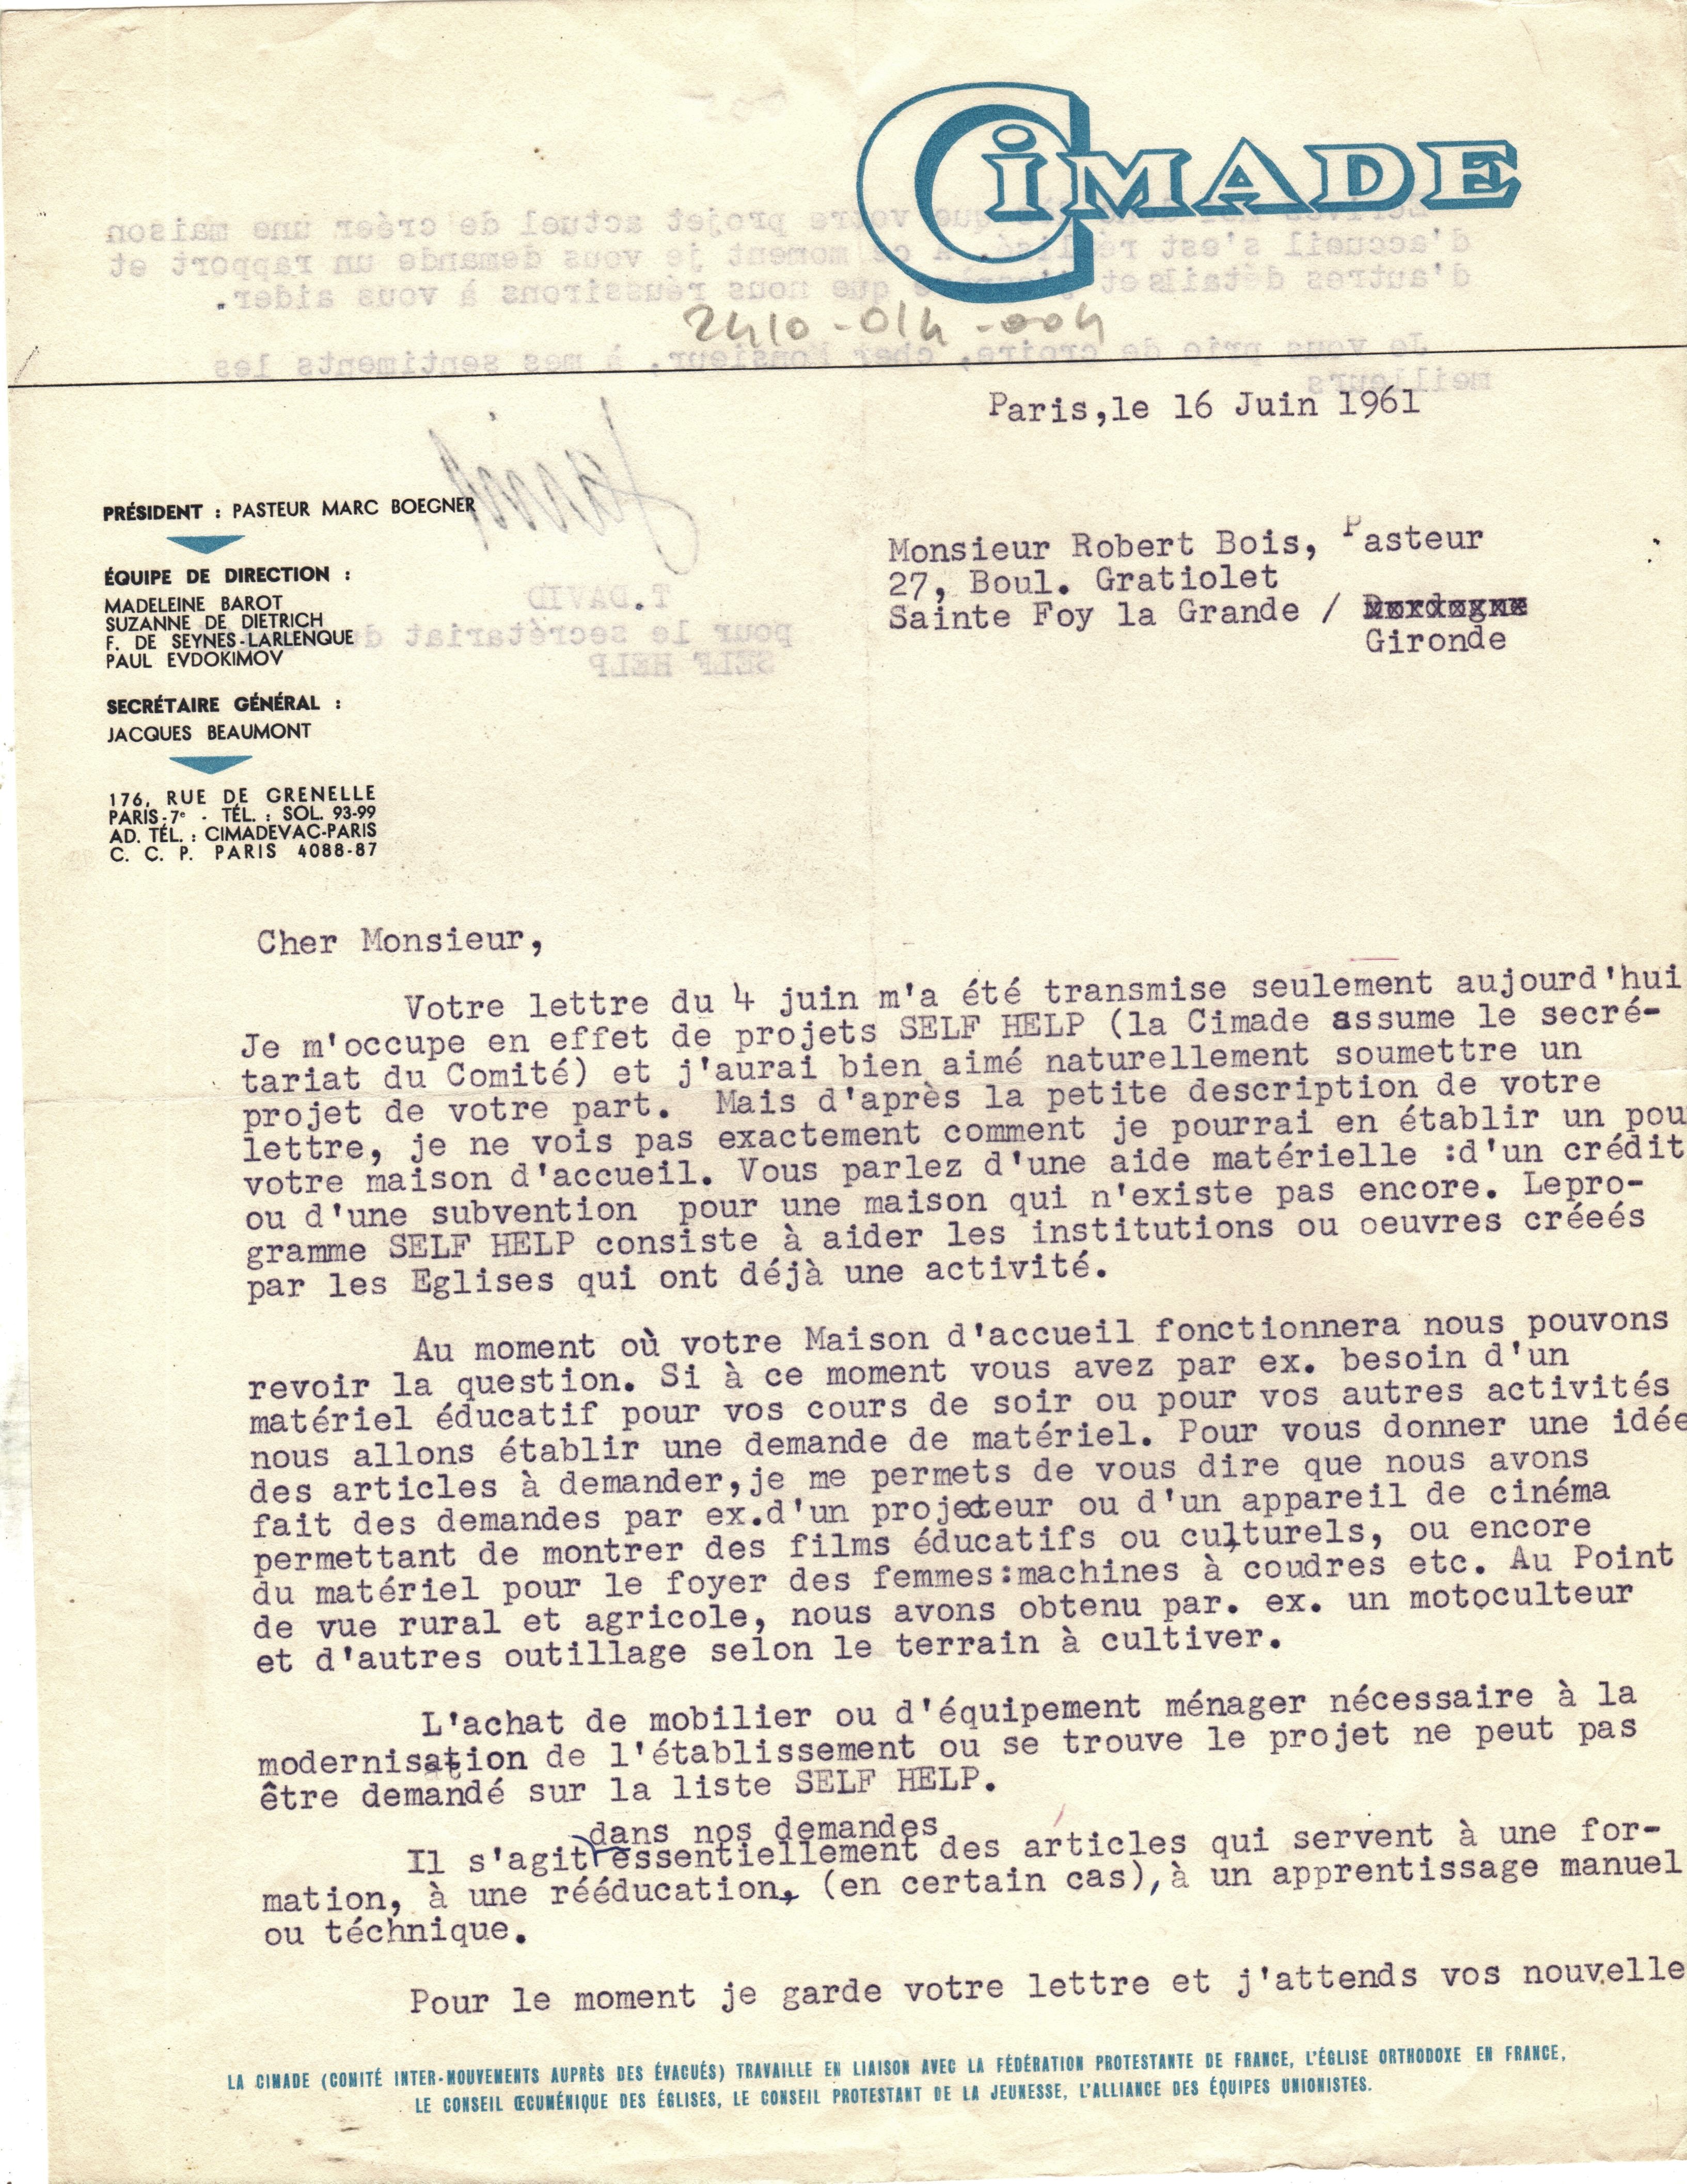 CIMADE
2410-014-004
Paris,le 16 Juin 1961
PRÉSIDENT : PASTEUR MARC BOEGNER
ÉQUIPE DE DIRECTION :
MADELEINE BAROT
SUZANNE DE DIETRICH
F. DE SEYNES-LARLENQUE
PAUL EVDOKIMOV
SECRÉTAIRE GÉNÉRAL :
JACQUES BEAUMONT
176, RUE DE GRENELLE
PARIS-7e - TÉL. : SOL. 93-99
AD. TÉL. : CIMADEVAC-PARIS
C. C. P. PARIS 4088-87
Monsieur Robert Bois, Pasteur
27, Boul. Gratiolet
Sainte Foy la Grande / Dordogne
Gironde
Cher Monsieur,
Votre lettre du 4 juin m'a été transmise seulement aujourd'hui
Je m'occupe en effet de projets SELF HELP (la Cimade assume le secré-
tariat du Comité) et j'aurai bien aimé naturellement soumettre un
projet de votre part. Mais d'après la petite description de votre
lettre, je ne vois pas exactement comment je pourrai en établir un pou
votre maison d'accueil. Vous parlez d'une aide matérielle :d'un crédit
ou d'une subvention pour une maison qui n'existe pas encore. Lepro-
gramme SELF HELP consiste à aider les institutions ou oeuvres créeés
par les Eglises qui ont déjà une activité.
Au moment où votre Maison d'accueil fonctionnera nous pouvons
revoir la question. Si à ce moment vous avez par ex. besoin d'un
matériel éducatif pour vos cours de soir ou pour vos autres activités
nous allons établir une demande de matériel. Pour vous donner une idée
des articles à demander,je me permets de vous dire que nous avons
fait des demandes par ex.d'un projecteur ou d'un appareil de cinéma
permettant de montrer des films éducatifs ou culturels, ou encore
du matériel pour le foyer des femmes:machines à coudres etc. Au Point
de vue rural et agricole, nous avons obtenu par. ex. un motoculteur
et d'autres outillage selon le terrain à cultiver.
L'achat de mobilier ou d'équipement ménager nécessaire à la
modernisation de l'établissement ou se trouve le projet ne peut pas
être demandé sur la liste SELF HELP.
dans nos demandes
Il s'agit essentiellement des articles qui servent à une for-
mation, à une rééducation, (en certain cas), à un apprentissage manuel
ou téchnique.
Pour le moment je garde votre lettre et j'attends vos nouvelle
LA CIMADE (COMITÉ INTER-MOUVEMENTS AUPRÈS DES ÉVACUÉS) TRAVAILLE EN LIAISON AVEC LA FÉDÉRATION PROTESTANTE DE FRANCE, L'ÉGLISE ORTHODOXE EN FRANCE,
LE CONSEIL ŒCUMÉNIQUE DES ÉGLISES, LE CONSEIL PROTESTANT DE LA JEUNESSE, L'ALLIANCE DES ÉQUIPES UNIONISTES.